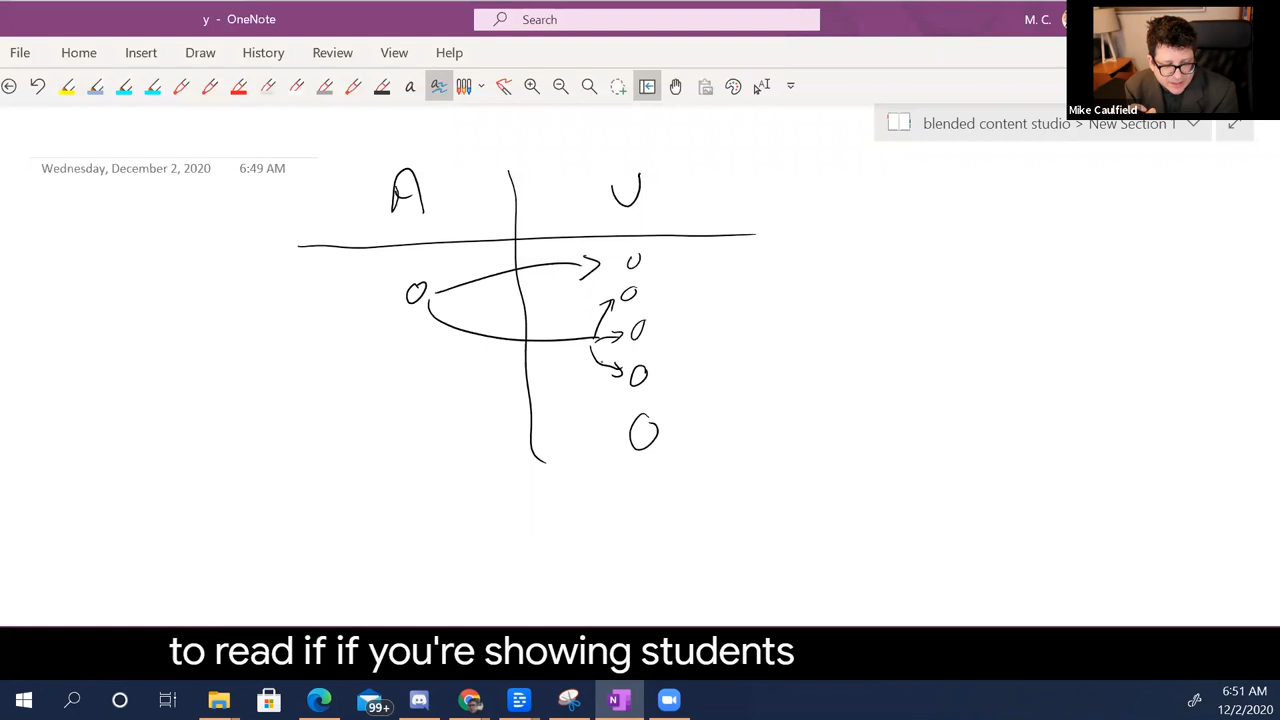 y - OneNote
Search
M. C.
File Home Insert Draw History Review View Help
Mike Caulfield
blended content studio > New Section 1
Wednesday, December 2, 2020 6:49 AM
A U
to read if if you're showing students
99+
6:51 AM
12/2/2020